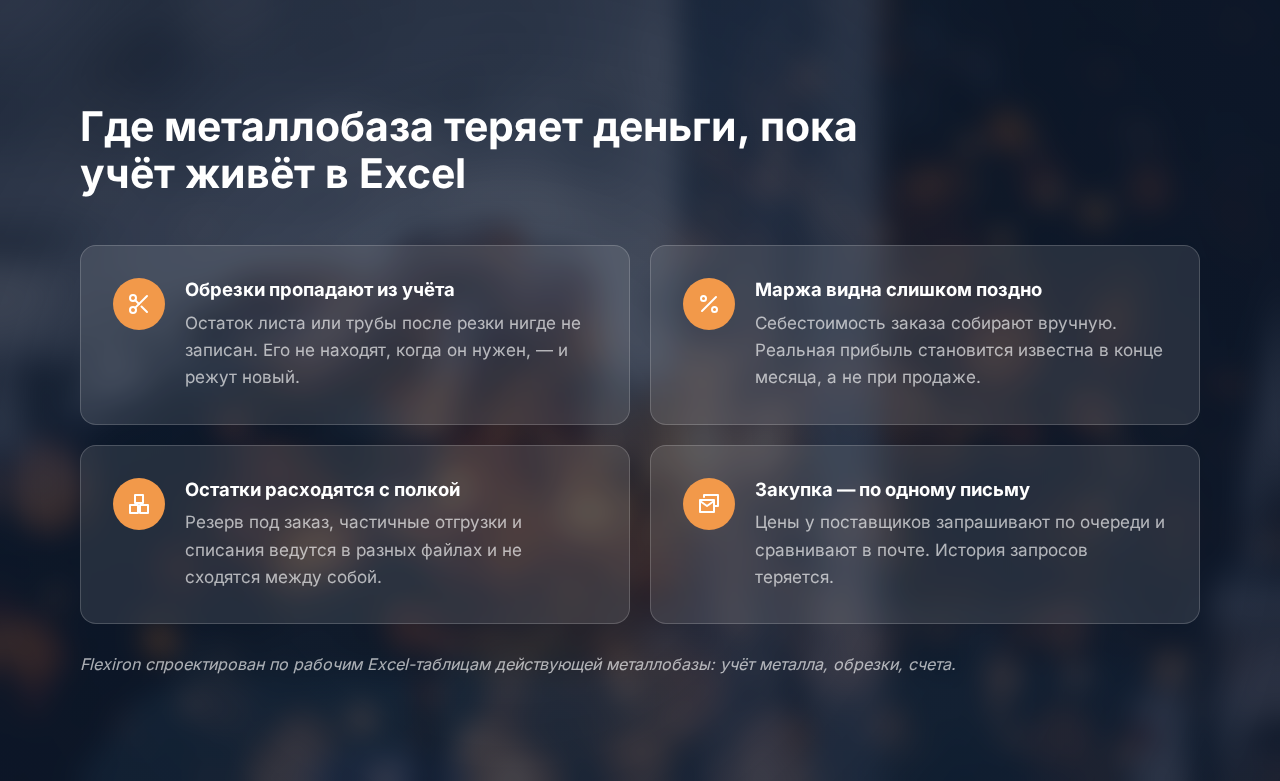 Где металлобаза теряет деньги, пока
учёт живёт в Excel
Обрезки пропадают из учёта
Остаток листа или трубы после резки нигде не
записан. Его не находят, когда он нужен, — и
режут новый.
Маржа видна слишком поздно
Себестоимость заказа собирают вручную.
Реальная прибыль становится известна в конце
месяца, а не при продаже.
Остатки расходятся с полкой
Резерв под заказ, частичные отгрузки и
списания ведутся в разных файлах и не
сходятся между собой.
Закупка — по одному письму
Цены у поставщиков запрашивают по очереди и
сравнивают в почте. История запросов
теряется.
Flexiron спроектирован по рабочим Excel-таблицам действующей металлобазы: учёт металла, обрезки, счета.